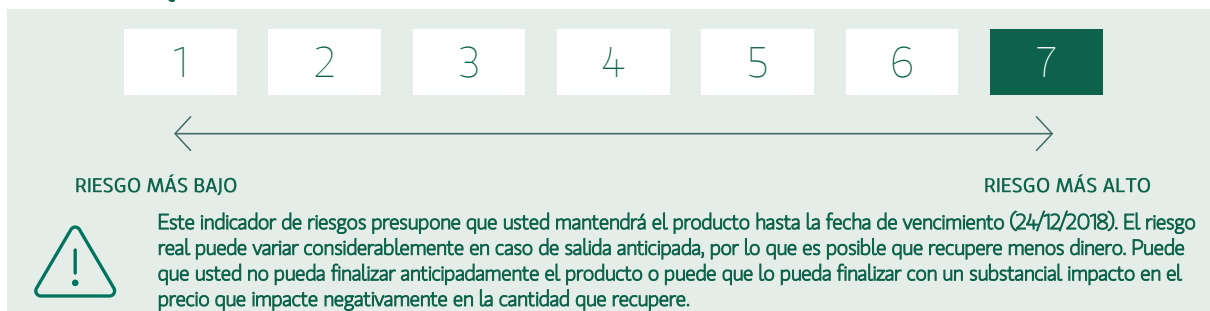 1 2 3 4 5 6 7
RIESGO MÁS BAJO RIESGO MÁS ALTO
Este indicador de riesgos presupone que usted mantendrá el producto hasta la fecha de vencimiento (24/12/2018). El riesgo
real puede variar considerablemente en caso de salida anticipada, por lo que es posible que recupere menos dinero. Puede
que usted no pueda finalizar anticipadamente el producto o puede que lo pueda finalizar con un substancial impacto en el
precio que impacte negativamente en la cantidad que recupere.